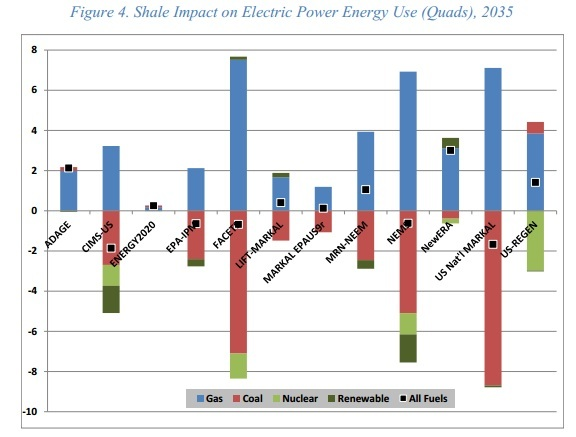 Figure 4. Shale Impact on Electric Power Energy Use (Quads), 2035
8
6
4
2
0
-2
-4
-6
-8
-10
ADAGE
CIMS-US
ENERGY2020
EPA-IPM
FACETS
LIFT-MARKAL
MARKAL EPAUS9r
MRN-NEEM
NEMS
NewERA
US Nat'l MARKAL
US-REGEN
Gas Coal Nuclear Renewable All Fuels